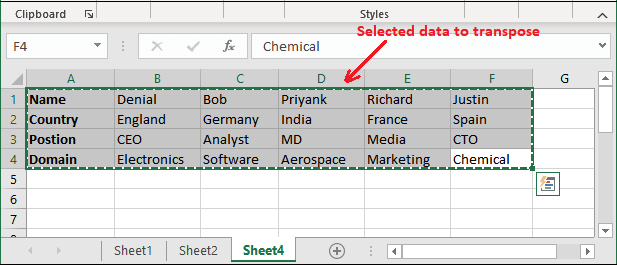 Clipboard Styles
Selected data to transpose
F4 fx Chemical
A B C D E F G
1 Name Denial Bob Priyank Richard Justin
2 Country England Germany India France Spain
3 Postion CEO Analyst MD Media CTO
4 Domain Electronics Software Aerospace Marketing Chemical
5
6
7
Sheet1 Sheet2 Sheet4